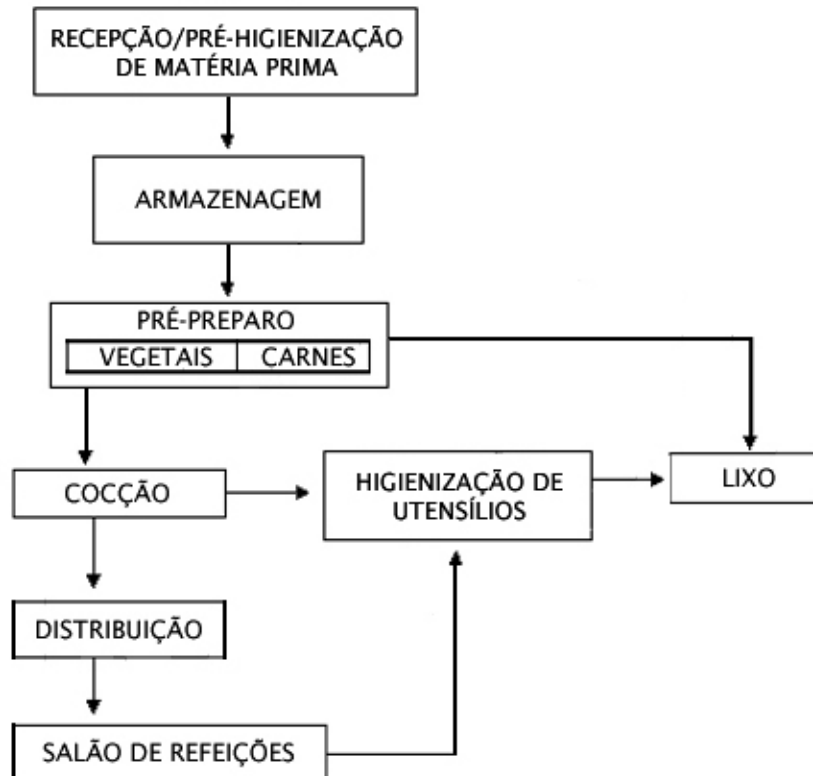 RECEPÇÃO/PRÉ-HIGIENIZAÇÃO
DE MATÉRIA PRIMA
ARMAZENAGEM
PRÉ-PREPARO
VEGETAIS
CARNES
COCÇÃO
HIGIENIZAÇÃO DE
UTENSÍLIOS
LIXO
DISTRIBUIÇÃO
SALÃO DE REFEIÇÕES